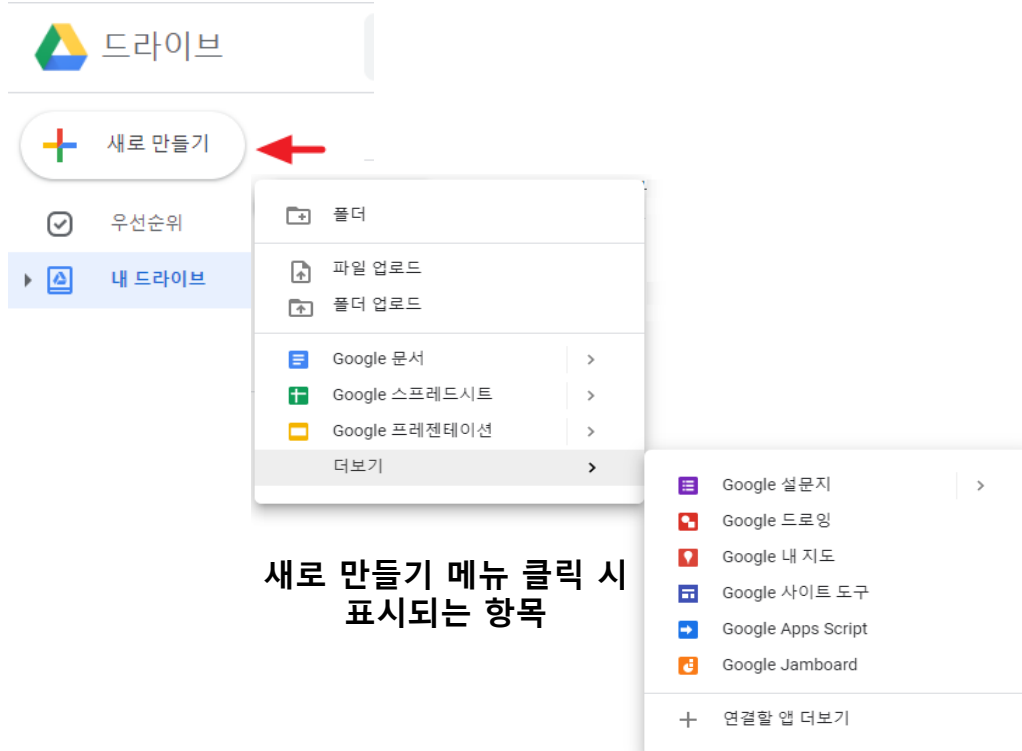 드라이브
새로 만들기
우선순위
내 드라이브
폴더
파일 업로드
폴더 업로드
Google 문서
Google 스프레드시트
Google 프레젠테이션
더보기
Google 설문지
Google 드로잉
Google 내 지도
Google 사이트 도구
Google Apps Script
Google Jamboard
연결할 앱 더보기
새로 만들기 메뉴 클릭 시
표시되는 항목